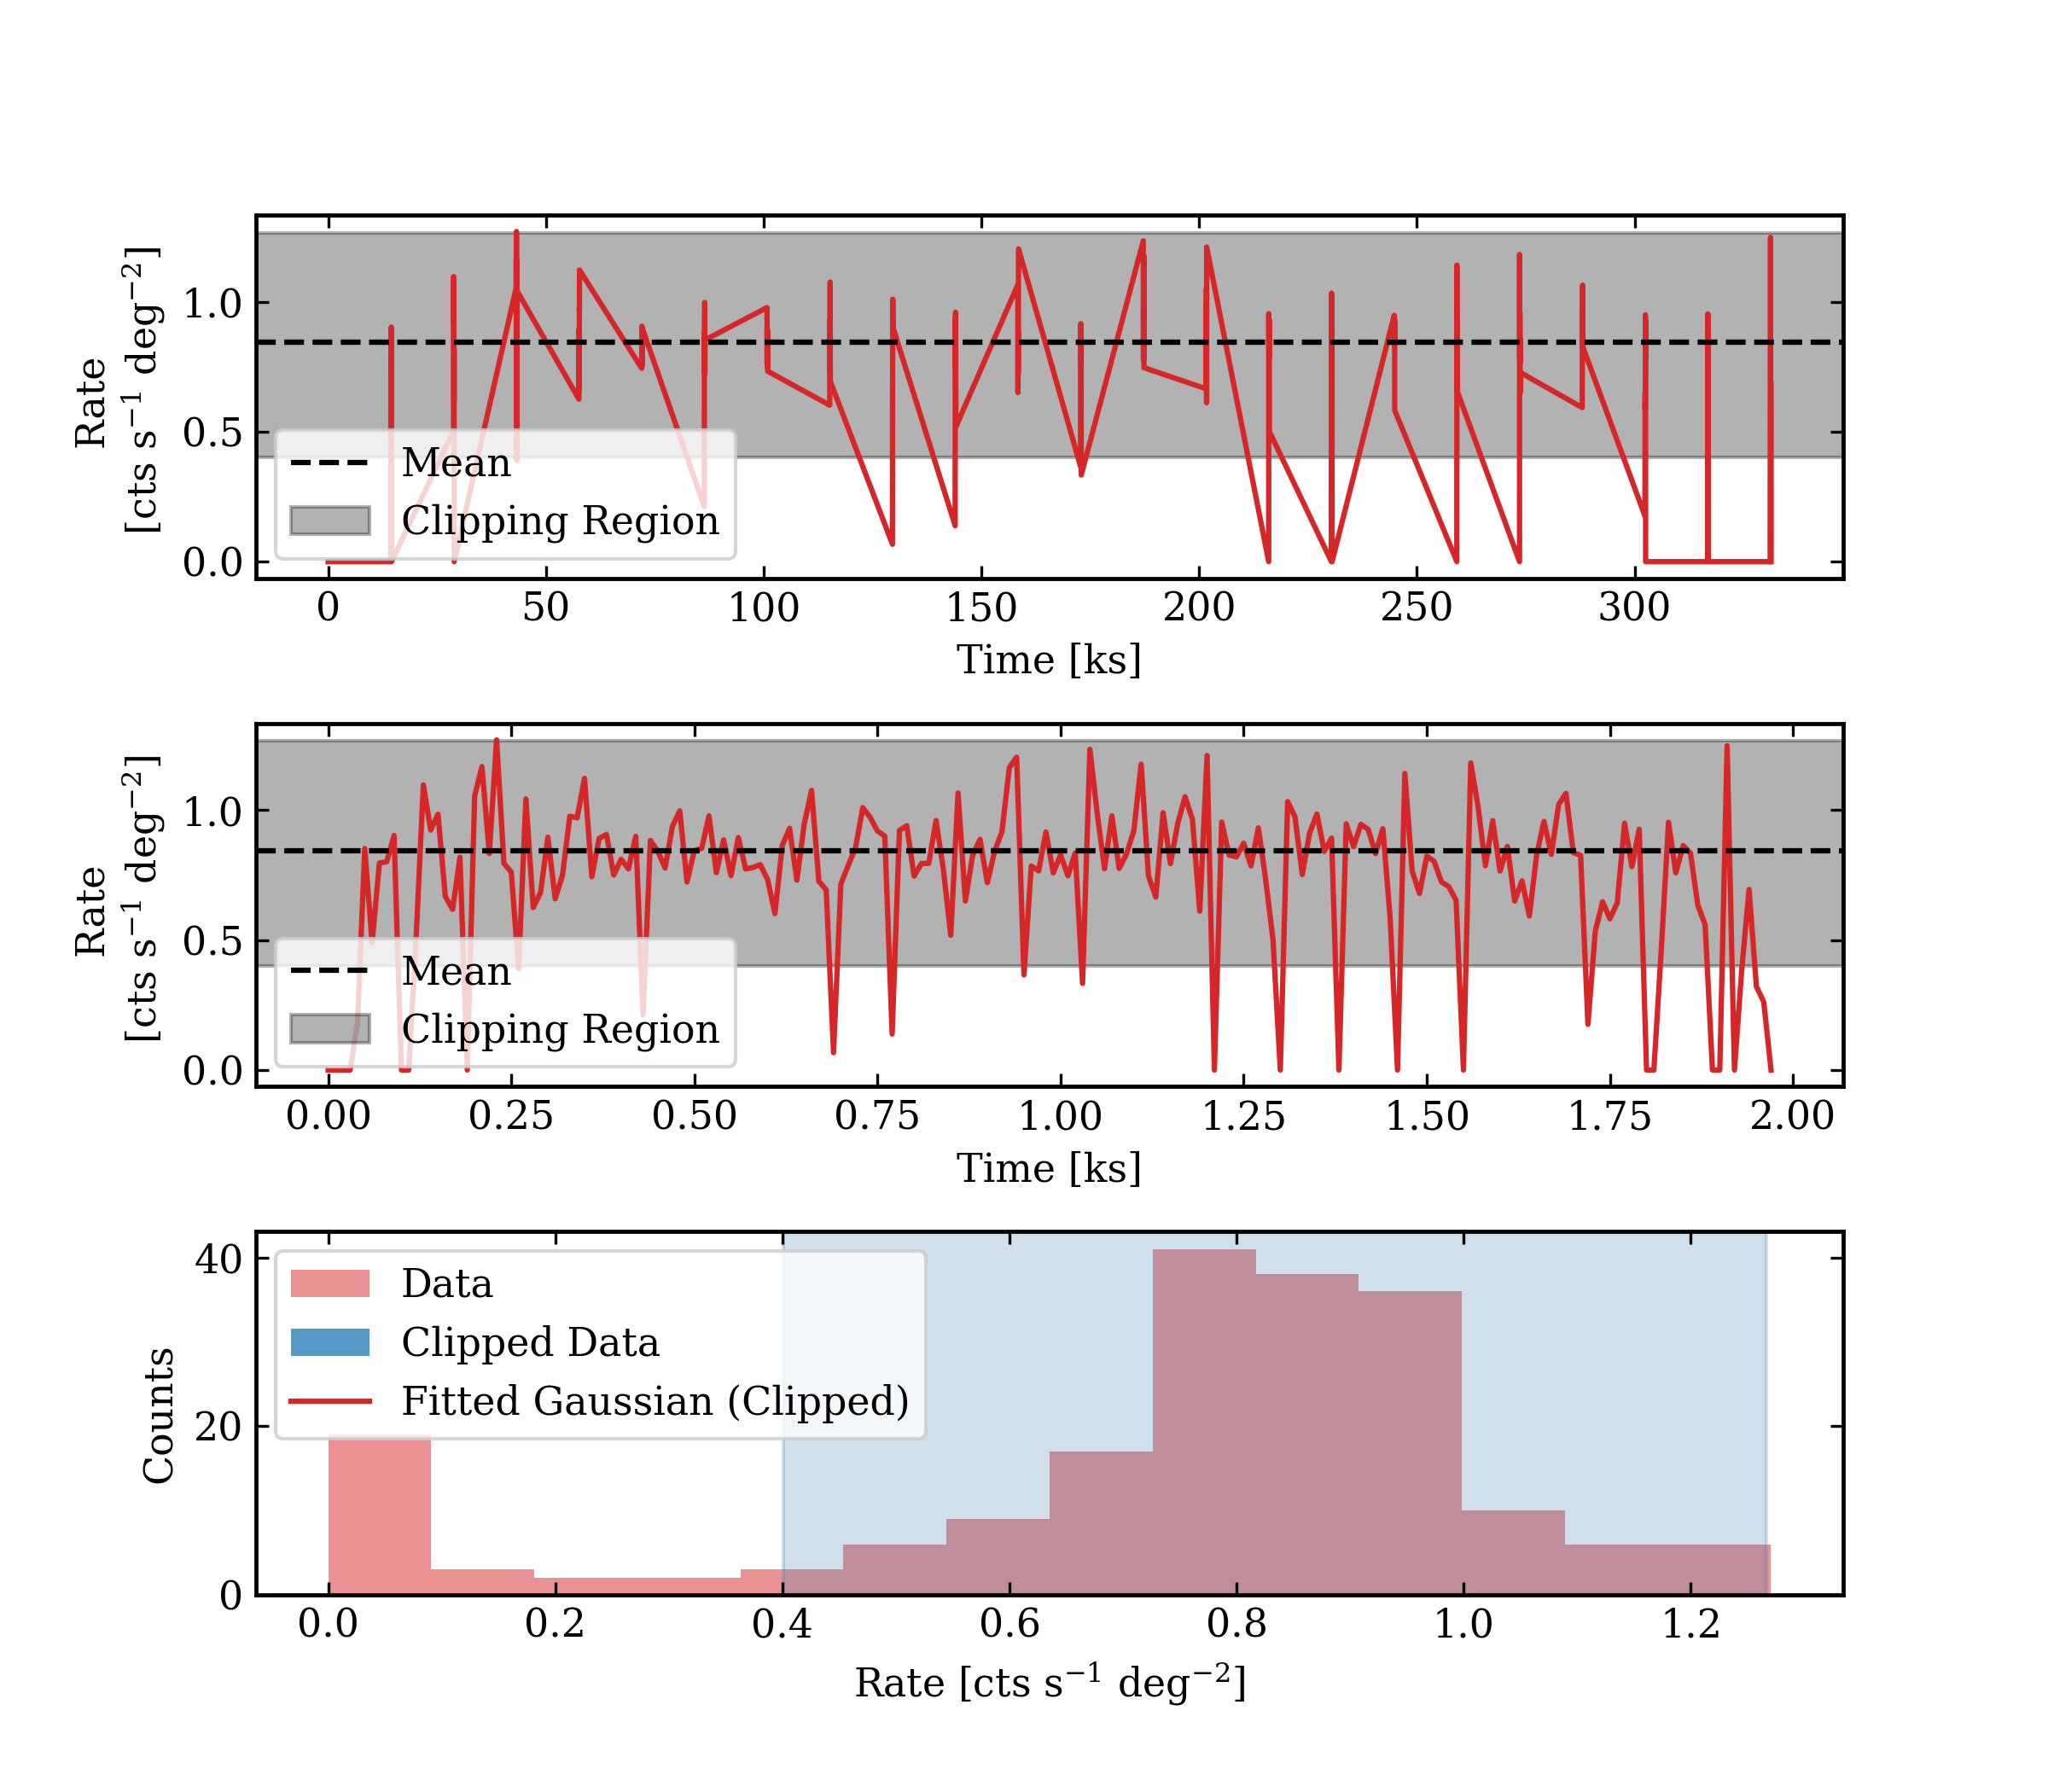 Rate
[cts s⁻¹ deg⁻²]
1.0
0.5
0.0
Mean
Clipping Region
0 50 100 150 200 250 300
Time [ks]
Rate
[cts s⁻¹ deg⁻²]
1.0
0.5
0.0
Mean
Clipping Region
0.00 0.25 0.50 0.75 1.00 1.25 1.50 1.75 2.00
Time [ks]
Counts
40
20
0
Data
Clipped Data
Fitted Gaussian (Clipped)
0.0 0.2 0.4 0.6 0.8 1.0 1.2
Rate [cts s⁻¹ deg⁻²]